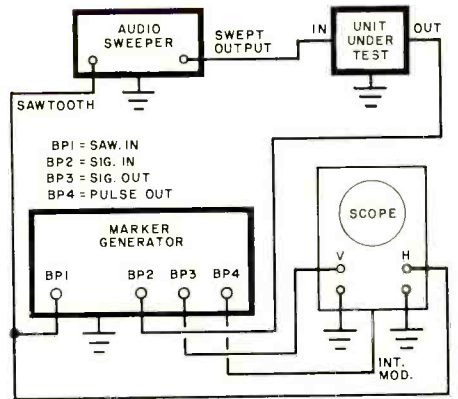 AUDIO
SWEEPER
SWEPT
OUTPUT
IN
UNIT
UNDER
TEST
OUT
SAWTOOTH
BP1 = SAW. IN
BP2 = SIG. IN
BP3 = SIG. OUT
BP4 = PULSE OUT
MARKER
GENERATOR
BP1
BP2
BP3
BP4
SCOPE
V
H
INT.
MOD.